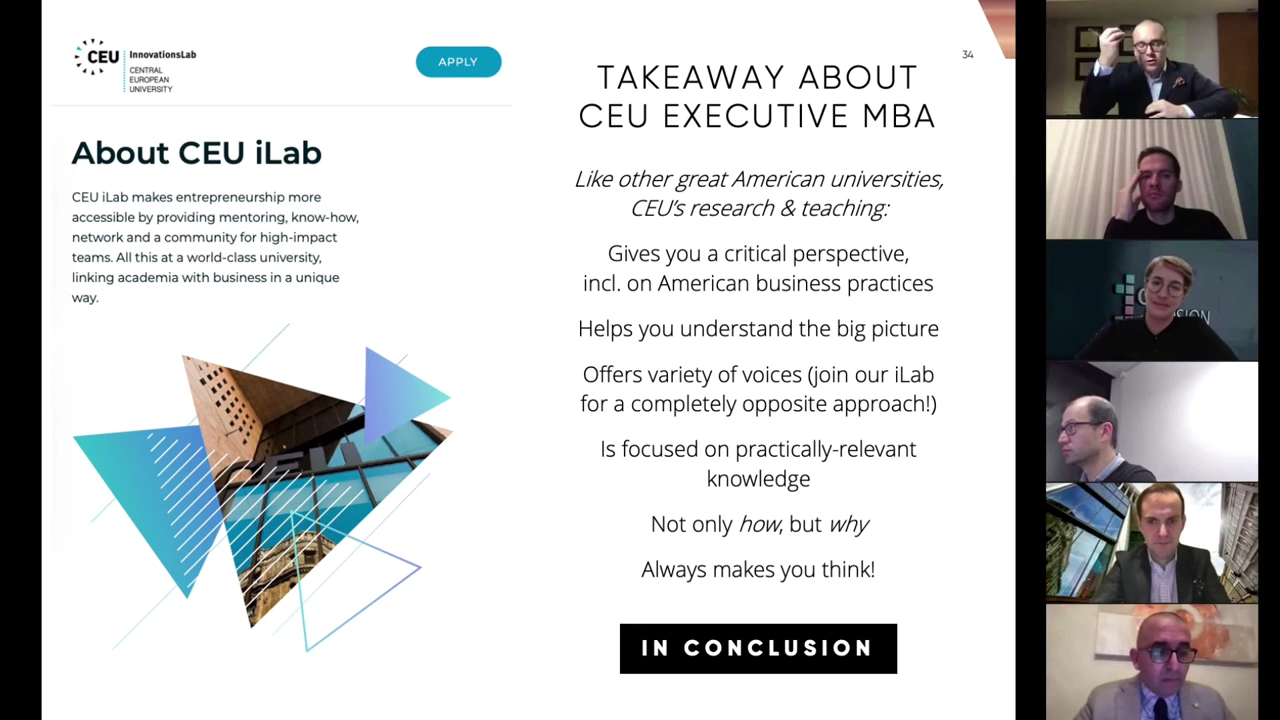 CEU
InnovationsLab
CENTRAL
EUROPEAN
UNIVERSITY
APPLY
About CEU iLab
CEU iLab makes entrepreneurship more
accessible by providing mentoring, know-how,
network and a community for high-impact
teams. All this at a world-class university,
linking academia with business in a unique
way.
CEU
34
TAKEAWAY ABOUT
CEU EXECUTIVE MBA
Like other great American universities,
CEU's research & teaching:
Gives you a critical perspective,
incl. on American business practices
Helps you understand the big picture
Offers variety of voices (join our iLab
for a completely opposite approach!)
Is focused on practically-relevant
knowledge
Not only how, but why
Always makes you think!
IN CONCLUSION